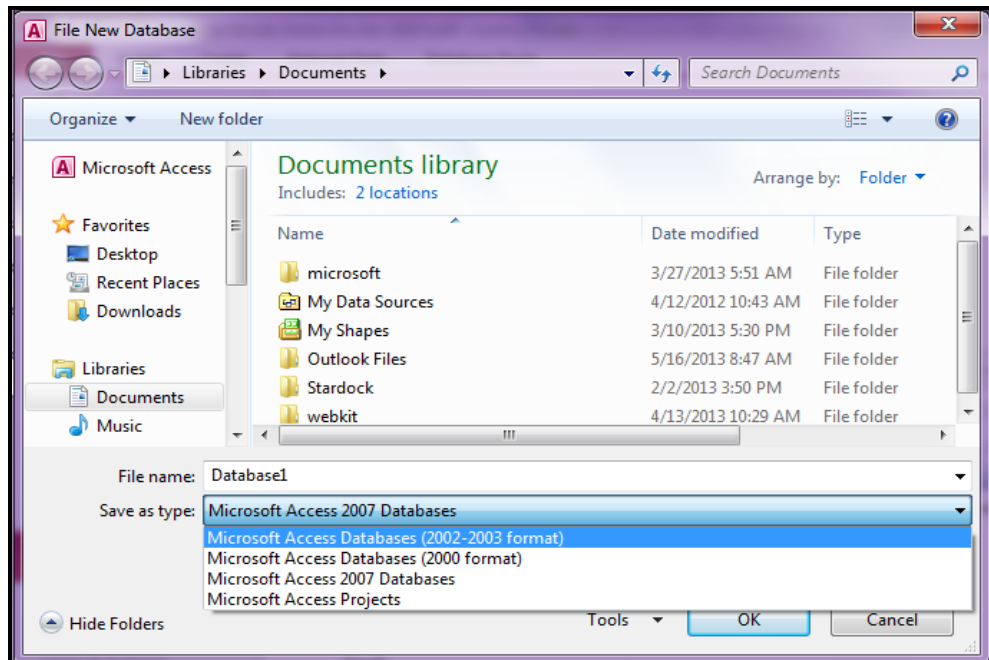 File New Database
Libraries Documents Search Documents
Organize New folder
Microsoft Access
Favorites
Desktop
Recent Places
Downloads
Libraries
Documents
Music
Documents library
Includes: 2 locations
Arrange by: Folder
Name Date modified Type
microsoft 3/27/2013 5:51 AM File folder
My Data Sources 4/12/2012 10:43 AM File folder
My Shapes 3/10/2013 5:30 PM File folder
Outlook Files 5/16/2013 8:47 AM File folder
Stardock 2/2/2013 3:50 PM File folder
webkit 4/13/2013 10:29 AM File folder
File name: Database1
Save as type: Microsoft Access 2007 Databases
Microsoft Access Databases (2002-2003 format)
Microsoft Access Databases (2000 format)
Microsoft Access 2007 Databases
Microsoft Access Projects
Hide Folders Tools OK Cancel